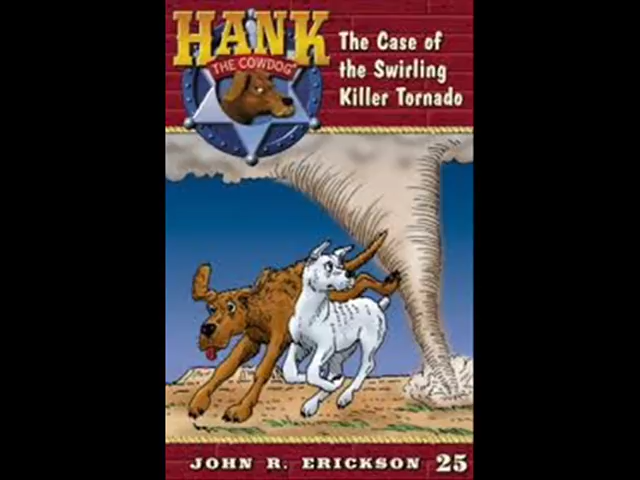 HANK
THE COWDOG®
The Case of
the Swirling
Killer Tornado
JOHN R. ERICKSON 25